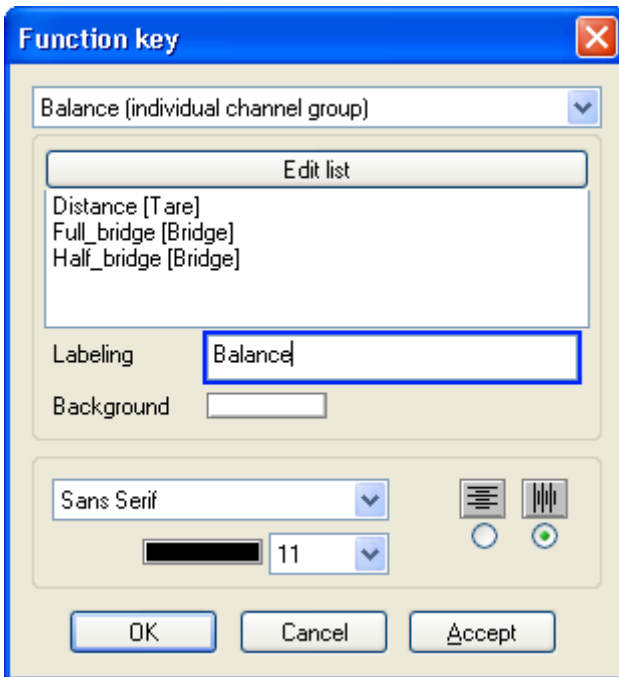 Function key
Balance (individual channel group)
Edit list
Distance [Tare]
Full_bridge [Bridge]
Half_bridge [Bridge]
Labeling
Balance
Background
Sans Serif
11
OK
Cancel
Accept